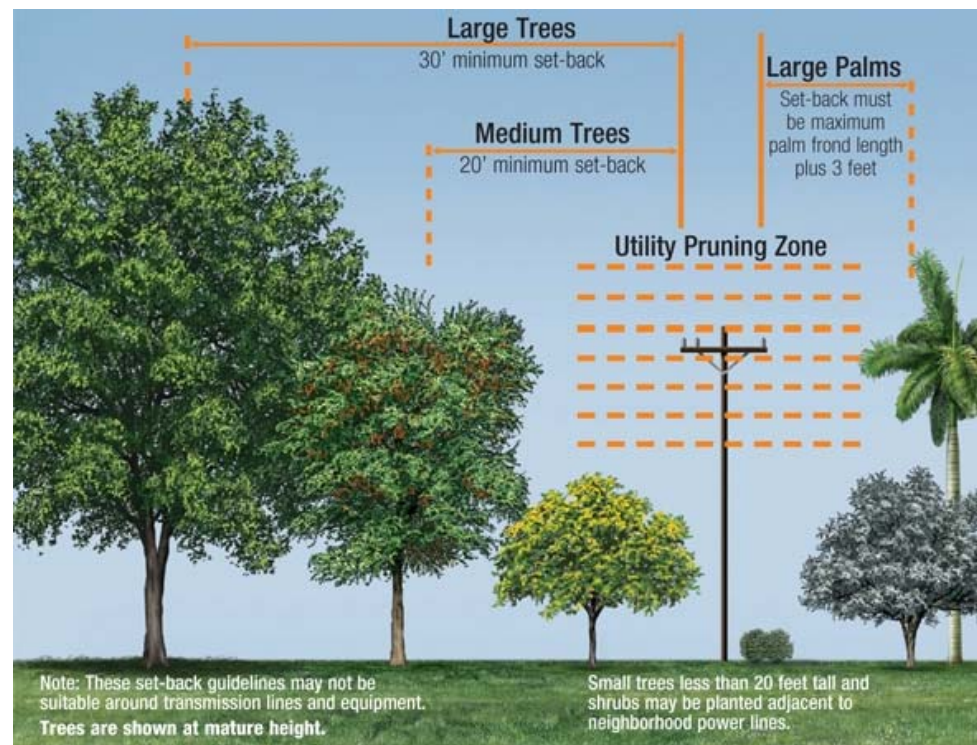 Large Trees
30' minimum set-back
Large Palms
Set-back must
be maximum
palm frond length
plus 3 feet
Medium Trees
20' minimum set-back
Utility Pruning Zone
Note: These set-back guidelines may not be
suitable around transmission lines and equipment.
Trees are shown at mature height.
Small trees less than 20 feet tall and
shrubs may be planted adjacent to
neighborhood power lines.